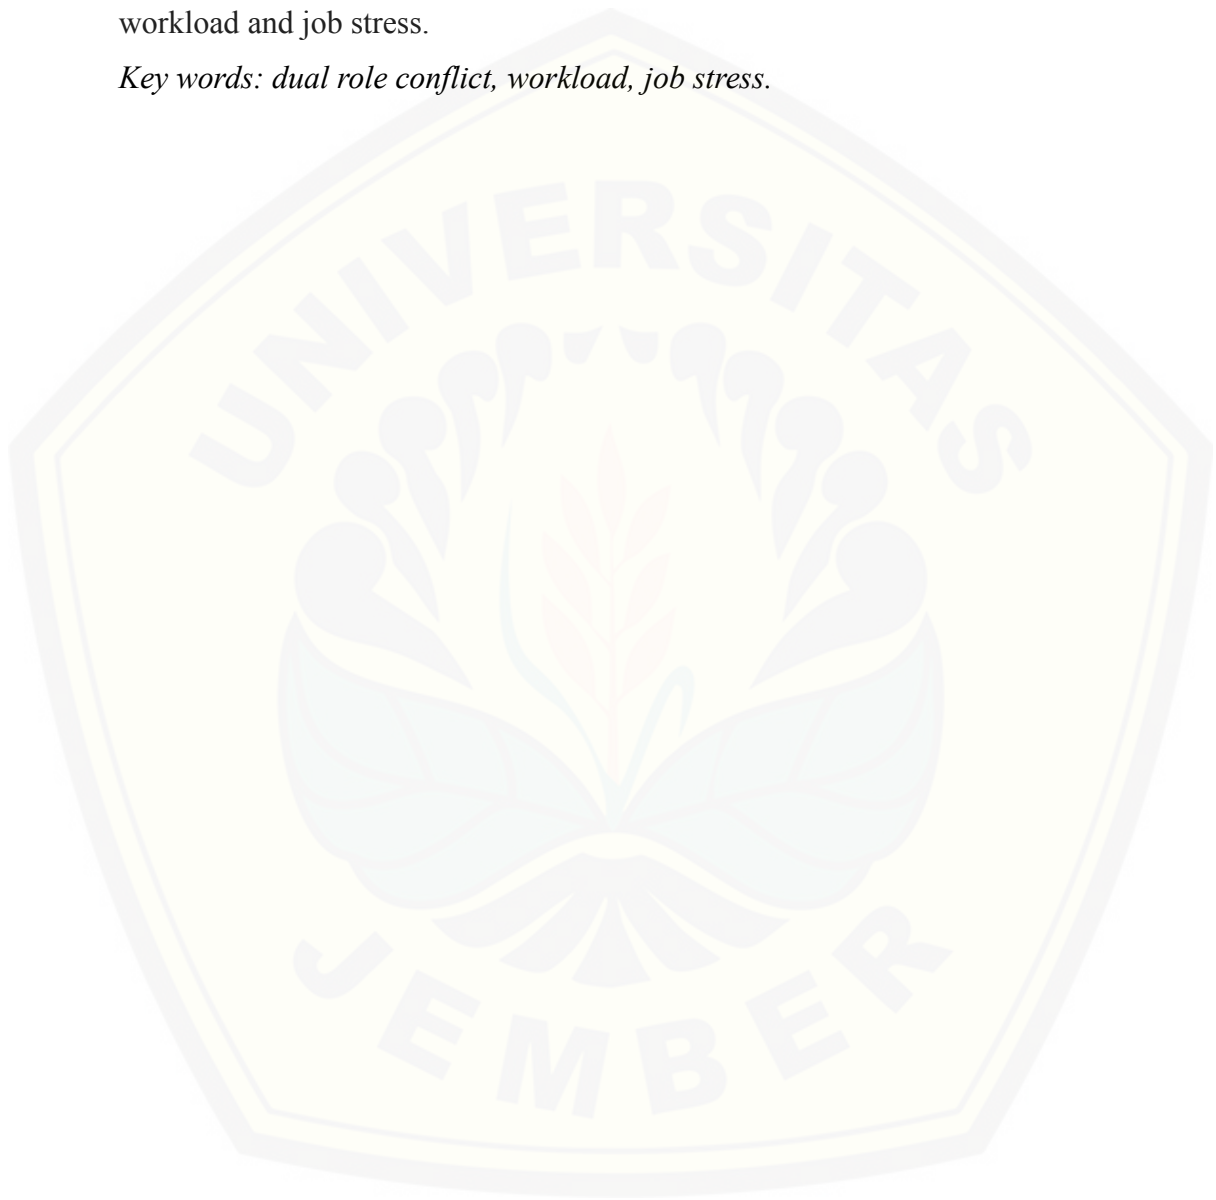 workload and job stress.
Key words: dual role conflict, workload, job stress.
UNIVERSITAS
JEMBER